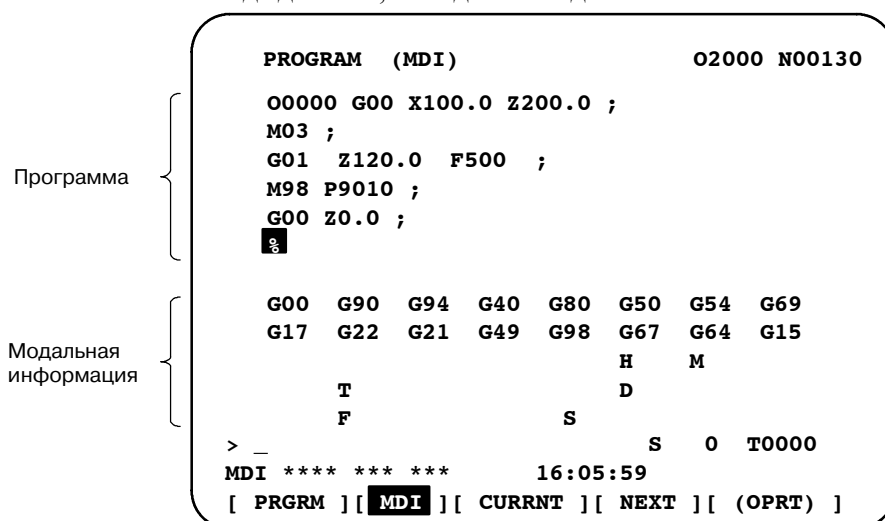 PROGRAM (MDI) O2000 N00130
O0000 G00 X100.0 Z200.0 ;
M03 ;
G01 Z120.0 F500 ;
Программа
M98 P9010 ;
G00 Z0.0 ;
%
G00 G90 G94 G40 G80 G50 G54 G69
G17 G22 G21 G49 G98 G67 G64 G15
Модальная
информация
H M
T D
F S
> _ S 0 T0000
MDI **** *** *** 16:05:59
[ PRGRM ][ MDI ][ CURRNT ][ NEXT ][ (OPRT) ]